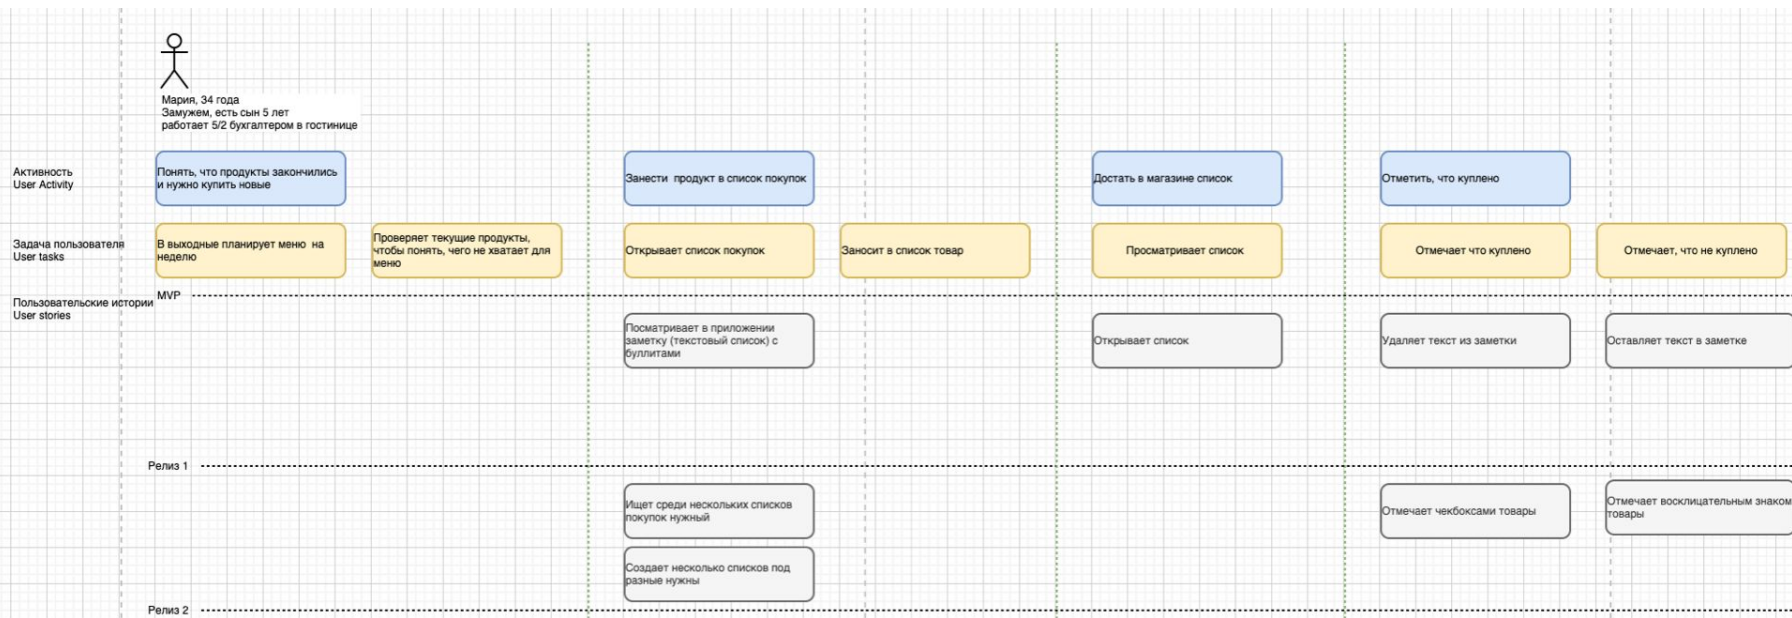 Мария, 34 года
Замужем, есть сын 5 лет
работает 5/2 бухгалтером в гостинице
Активность
User Activity
Понять, что продукты закончились
и нужно купить новые
Занести продукт в список покупок
Достать в магазине список
Отметить, что куплено
Задача пользователя
User tasks
В выходные планирует меню на
неделю
Проверяет текущие продукты,
чтобы понять, чего не хватает для
меню
Открывает список покупок
Заносит в список товар
Просматривает список
Отмечает что куплено
Отмечает, что не куплено
Пользовательские истории
User stories
MVP
Посматривает в приложении
заметку (текстовый список) с
буллитами
Открывает список
Удаляет текст из заметки
Оставляет текст в заметке
Релиз 1
Ищет среди нескольких списков
покупок нужный
Отмечает чекбоксами товары
Отмечает восклицательным знаком
товары
Создает несколько списков под
разные нужны
Релиз 2